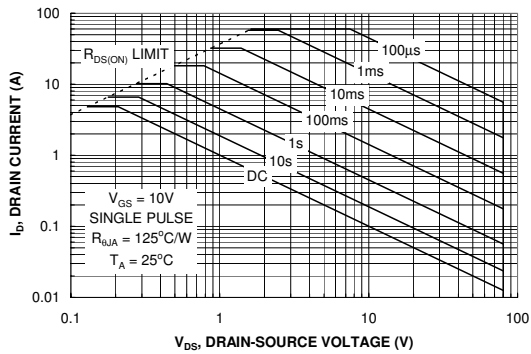 100
10
1
0.1
0.01
0.1
1
10
100
I_D, DRAIN CURRENT (A)
V_DS, DRAIN-SOURCE VOLTAGE (V)
R_DS(ON) LIMIT
100µs
1ms
10ms
100ms
1s
10s
DC
V_GS = 10V
SINGLE PULSE
R_θJA = 125°C/W
T_A = 25°C